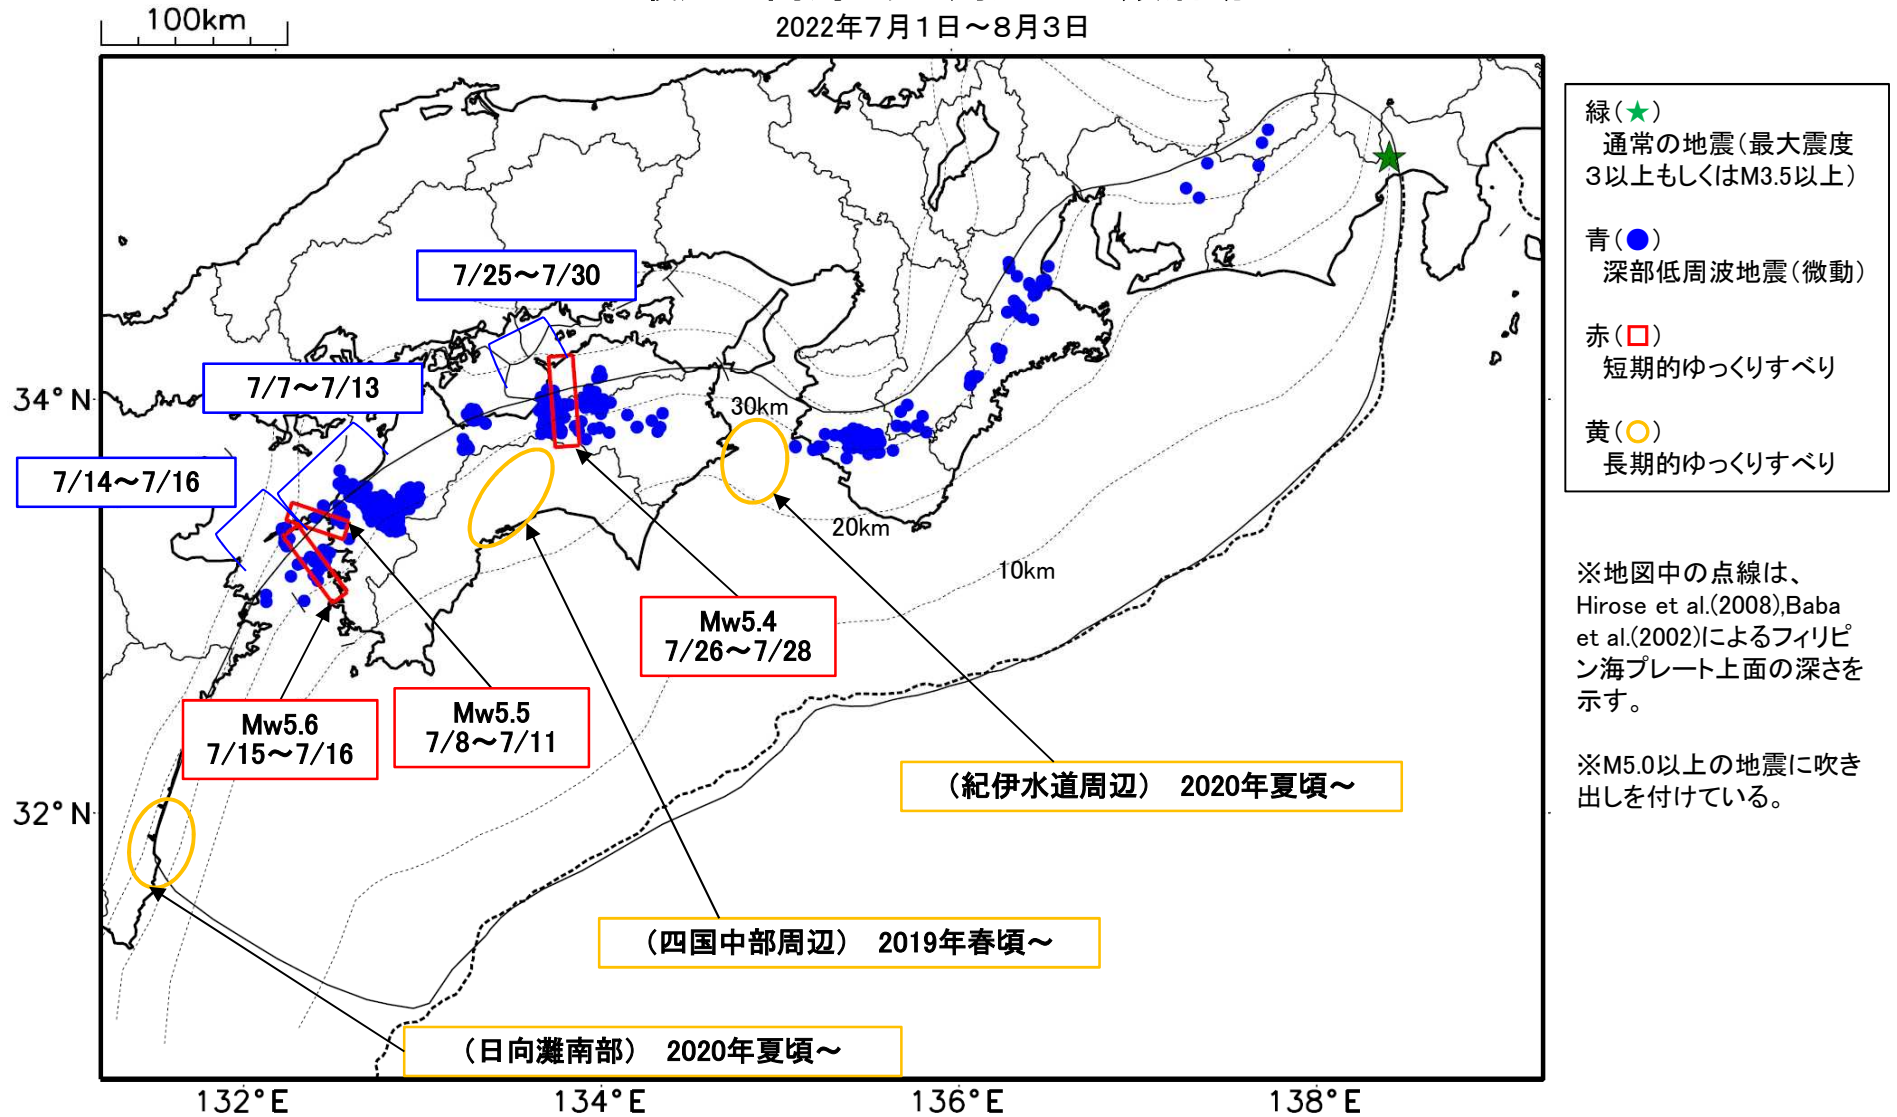 100km
2022年7月1日～8月3日
緑(★)
通常の地震(最大震度
3以上もしくはM3.5以上)
青(●)
深部低周波地震(微動)
赤(□)
短期的ゆっくりすべり
黄(○)
長期的ゆっくりすべり
※地図中の点線は、
Hirose et al.(2008),Baba
et al.(2002)によるフィリピ
ン海プレート上面の深さを
示す。
※M5.0以上の地震に吹き
出しを付けている。
7/25～7/30
7/7～7/13
7/14～7/16
34°N
30km
20km
10km
Mw5.4
7/26～7/28
Mw5.5
7/8～7/11
Mw5.6
7/15～7/16
(紀伊水道周辺) 2020年夏頃～
32°N
(四国中部周辺) 2019年春頃～
(日向灘南部) 2020年夏頃～
132°E
134°E
136°E
138°E